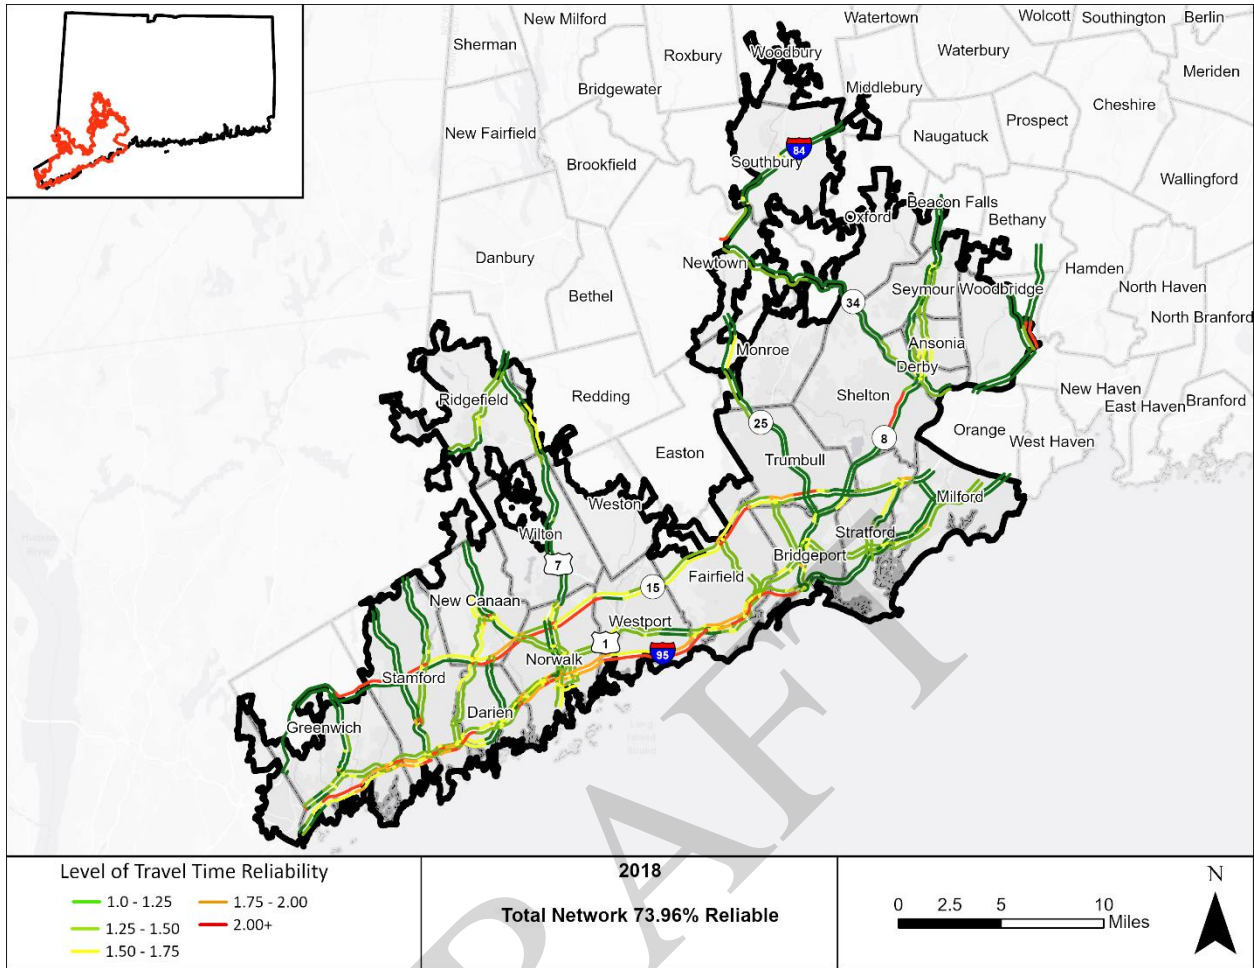 New Milford
Watertown
Wolcott
Southington
Berlin
Sherman
Roxbury
Woodbury
Waterbury
Meriden
Bridgewater
Middlebury
Cheshire
New Fairfield
Prospect
Naugatuck
84
Brookfield
Southbury
Wallingford
Beacon Falls
Oxford
Bethany
Danbury
Newtown
Hamden
Bethel
Seymour
Woodbridge
North Haven
34
North Branford
Monroe
Ansonia
Derby
Ridgefield
Redding
Shelton
New Haven
East Haven
Branford
25
8
Orange
West Haven
Easton
Trumbull
Weston
Milford
Wilton
Stratford
Bridgeport
7
Fairfield
15
New Canaan
Westport
1
95
Norwalk
Stamford
Darien
Greenwich
DRAFT
Level of Travel Time Reliability
1.0 - 1.25
1.25 - 1.50
1.50 - 1.75
1.75 - 2.00
2.00+
2018
Total Network 73.96% Reliable
0 2.5 5 10
Miles
N